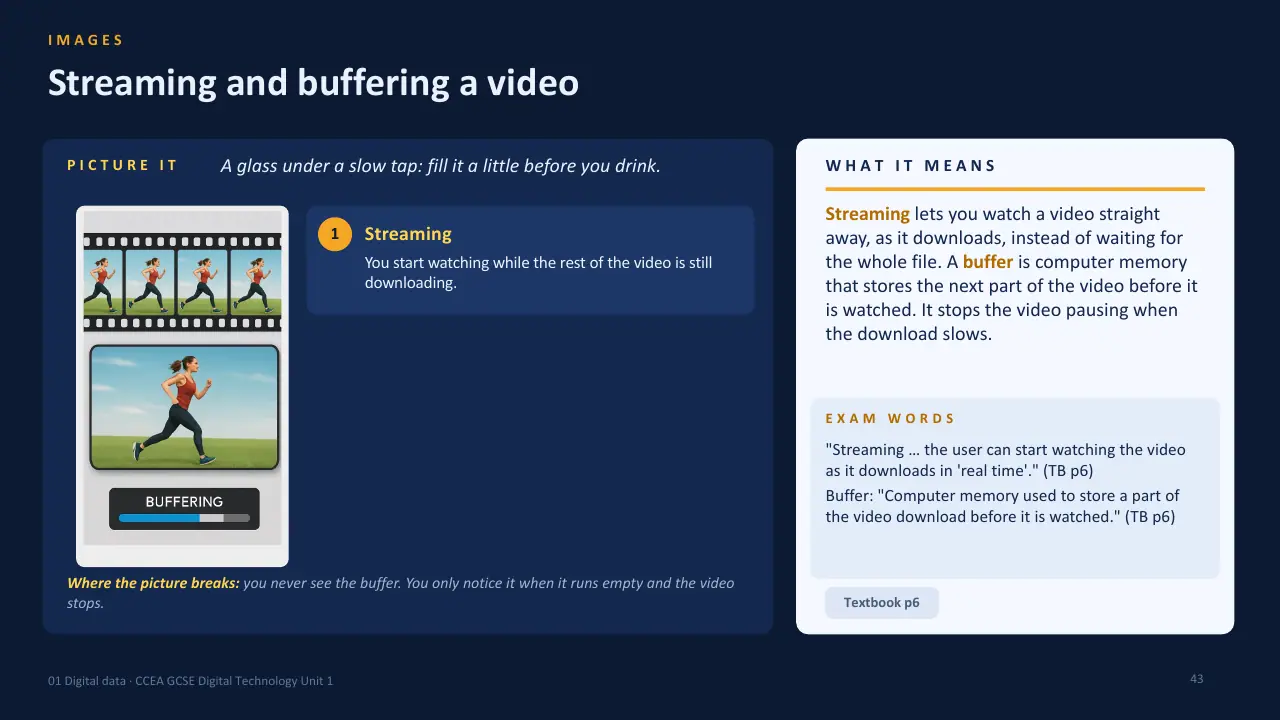 IMAGES
Streaming and buffering a video
PICTURE IT
A glass under a slow tap: fill it a little before you drink.
BUFFERING
1
Streaming
You start watching while the rest of the video is still
downloading.
Where the picture breaks: you never see the buffer. You only notice it when it runs empty and the video
stops.
WHAT IT MEANS
Streaming lets you watch a video straight
away, as it downloads, instead of waiting for
the whole file. A buffer is computer memory
that stores the next part of the video before it
is watched. It stops the video pausing when
the download slows.
EXAM WORDS
"Streaming … the user can start watching the video
as it downloads in 'real time'." (TB p6)
Buffer: "Computer memory used to store a part of
the video download before it is watched." (TB p6)
Textbook p6
01 Digital data · CCEA GCSE Digital Technology Unit 1
43